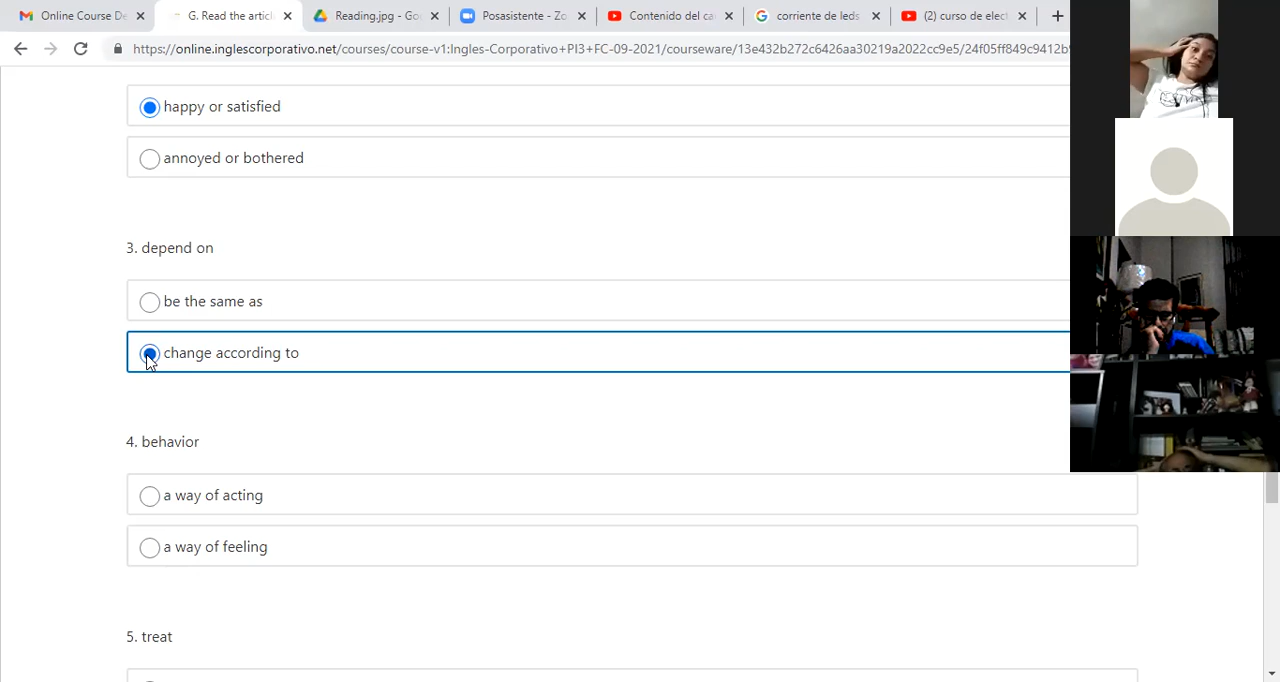 Online Course De
G. Read the articl
Reading.jpg - Goo
Posasistente - Zo
Contenido del ca
corriente de leds
(2) curso de elect
https://online.inglescorporativo.net/courses/course-v1:Ingles-Corporativo+PI3+FC-09-2021/courseware/13e432b272c6426aa30219a2022cc9e5/24f05ff849c9412b9
happy or satisfied
annoyed or bothered
3. depend on
be the same as
change according to
4. behavior
a way of acting
a way of feeling
5. treat